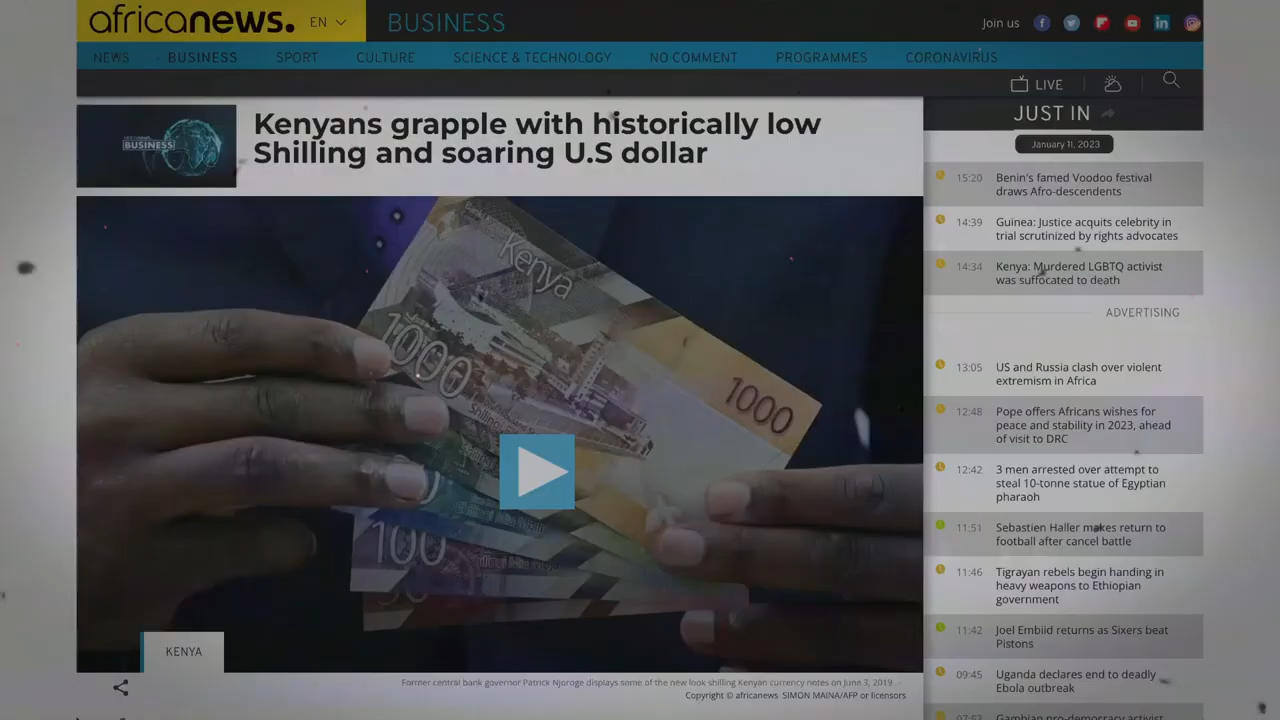 africanews.
EN
BUSINESS
Join us
NEWS
BUSINESS
SPORT
CULTURE
SCIENCE & TECHNOLOGY
NO COMMENT
PROGRAMMES
CORONAVIRUS
LIVE
BUSINESS
Kenyans grapple with historically low
Shilling and soaring U.S dollar
Kenya
1000
1000
100
KENYA
Former central bank governor Patrick Njoroge displays some of the new look shilling Kenyan currency notes on June 3, 2019
Copyright © africanews SIMON MAINA/AFP or licensors
JUST IN
January 11, 2023
15:20 Benin's famed Voodoo festival
draws Afro-descendents
14:39 Guinea: Justice acquits celebrity in
trial scrutinized by rights advocates
14:34 Kenya: Murdered LGBTQ activist
was suffocated to death
ADVERTISING
13:05 US and Russia clash over violent
extremism in Africa
12:48 Pope offers Africans wishes for
peace and stability in 2023, ahead
of visit to DRC
12:42 3 men arrested over attempt to
steal 10-tonne statue of Egyptian
pharaoh
11:51 Sebastien Haller makes return to
football after cancel battle
11:46 Tigrayan rebels begin handing in
heavy weapons to Ethiopian
government
11:42 Joel Embiid returns as Sixers beat
Pistons
09:45 Uganda declares end to deadly
Ebola outbreak